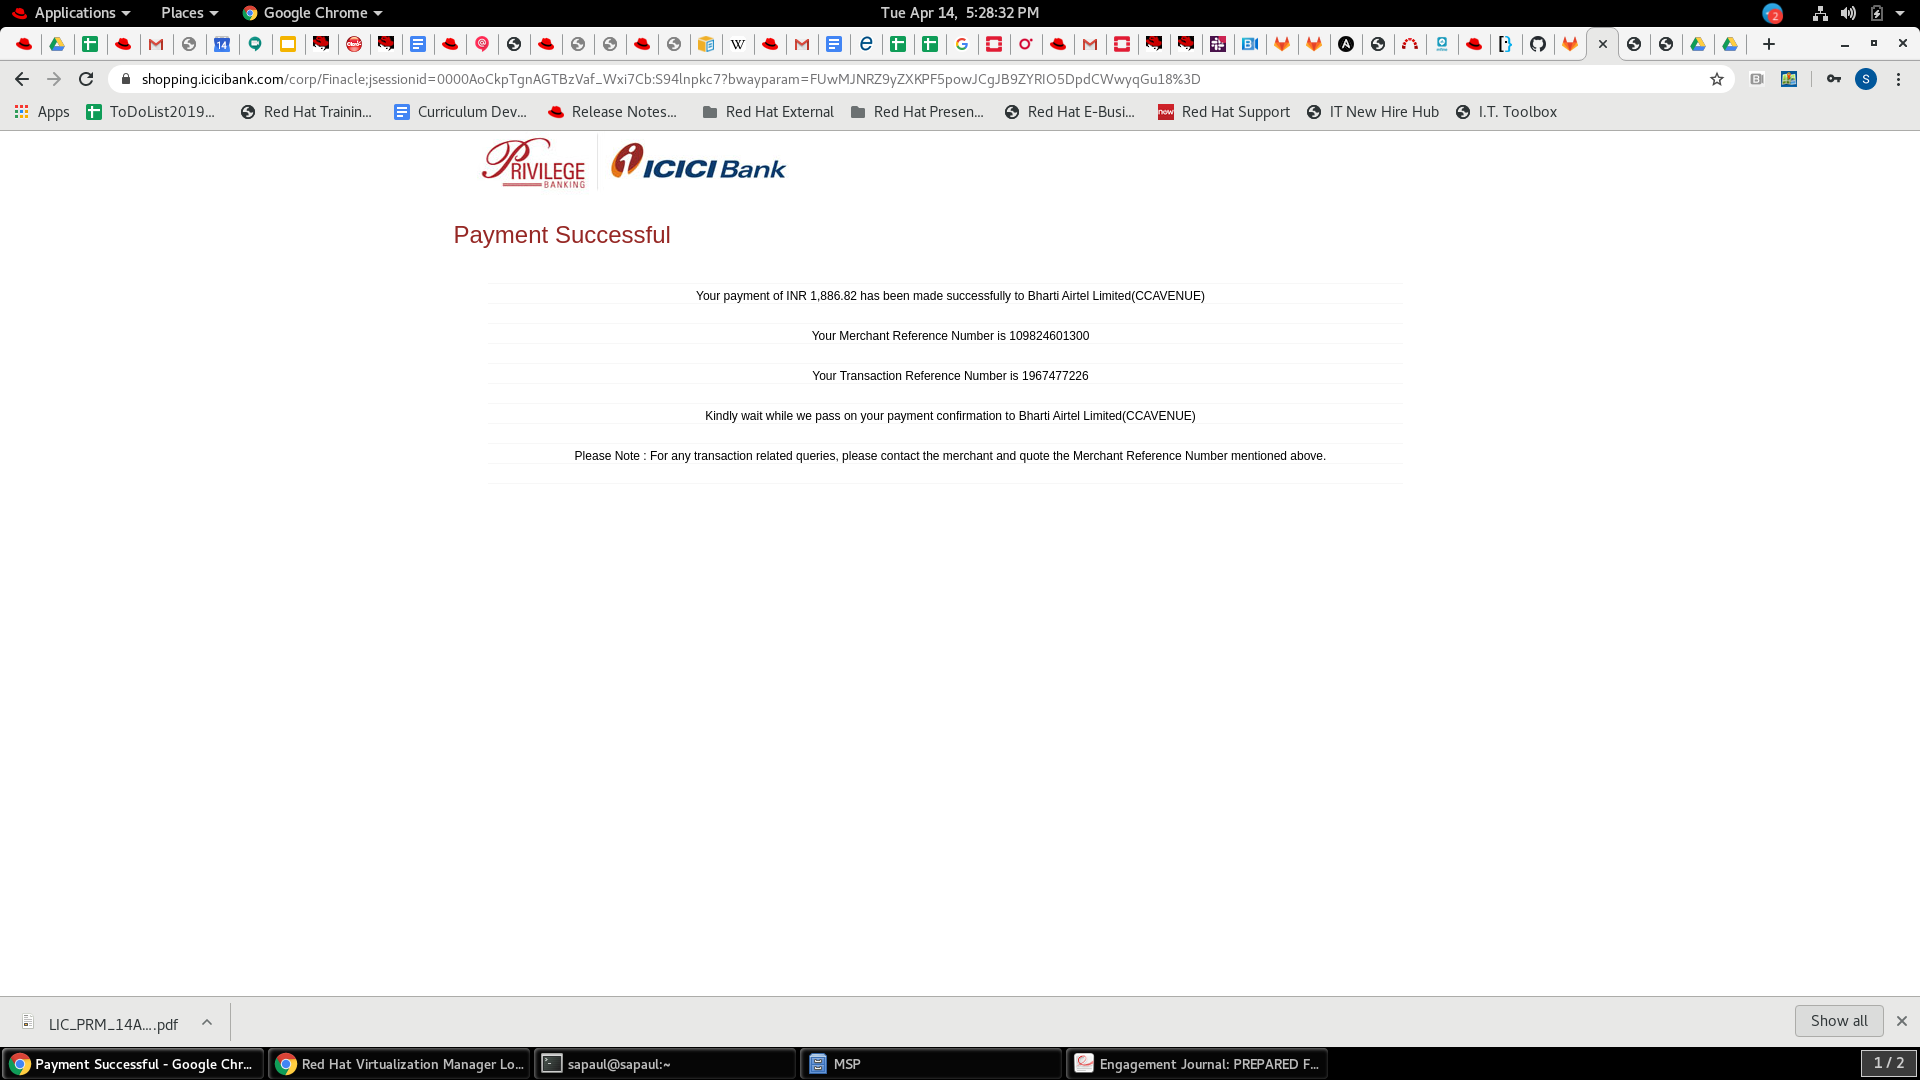 Applications
Places
Google Chrome
Tue Apr 14, 5:28:32 PM
2
14
W
shopping.icicibank.com/corp/Finacle;jsessionid=0000AoCkpTgnAGTBzVaf_Wxi7Cb:S94lnpkc7?bwayparam=FUwMJNRZ9yZXKPF5powJCgJB9ZYRIO5DpdCWwyqGu18%3D
S
Apps
ToDoList2019...
Red Hat Trainin...
Curriculum Dev...
Release Notes...
Red Hat External
Red Hat Presen...
Red Hat E-Busi...
now
Red Hat Support
IT New Hire Hub
I.T. Toolbox
PRIVILEGE
BANKING
ICICI Bank
Payment Successful
Your payment of INR 1,886.82 has been made successfully to Bharti Airtel Limited(CCAVENUE)
Your Merchant Reference Number is 109824601300
Your Transaction Reference Number is 1967477226
Kindly wait while we pass on your payment confirmation to Bharti Airtel Limited(CCAVENUE)
Please Note : For any transaction related queries, please contact the merchant and quote the Merchant Reference Number mentioned above.
LIC_PRM_14A....pdf
Show all
Payment Successful - Google Chr...
Red Hat Virtualization Manager Lo...
sapaul@sapaul:~
MSP
Engagement Journal: PREPARED F...
1 / 2